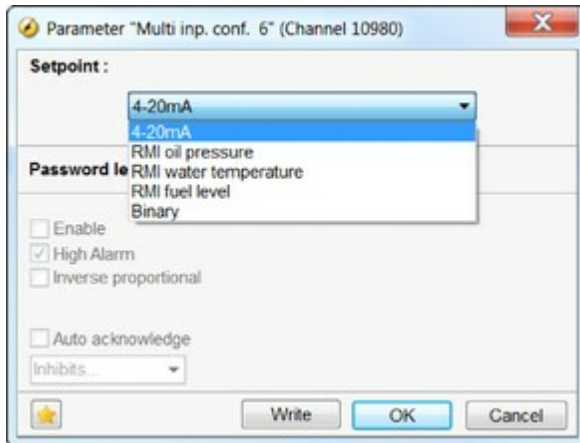 Parameter "Multi inp. conf. 6" (Channel 10980)
Setpoint :
4-20mA
4-20mA
RMI oil pressure
RMI water temperature
RMI fuel level
Binary
Password le
Enable
High Alarm
Inverse proportional
Auto acknowledge
Inhibits...
Write
OK
Cancel